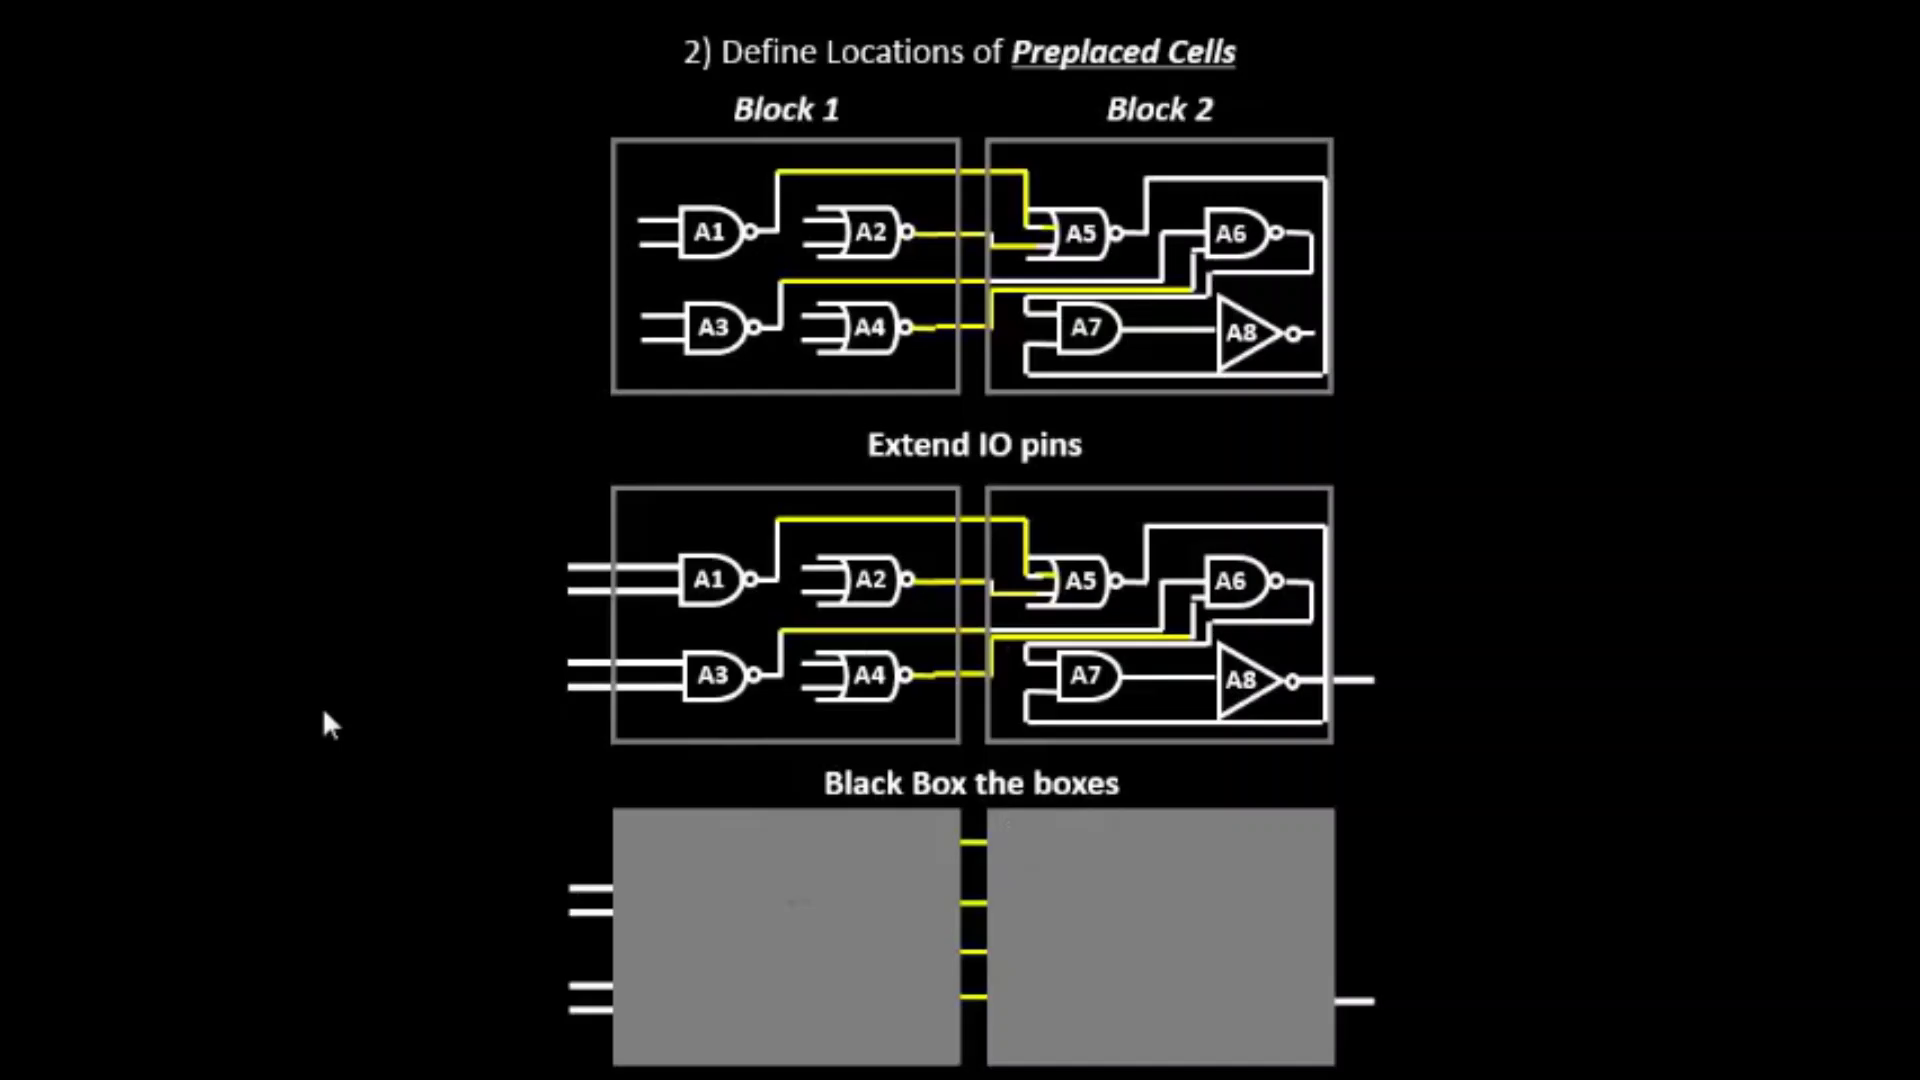 2) Define Locations of Preplaced Cells
Block 1 Block 2
A1 A2 A5 A6
A3 A4 A7 A8
Extend IO pins
A1 A2 A5 A6
A3 A4 A7 A8
Black Box the boxes